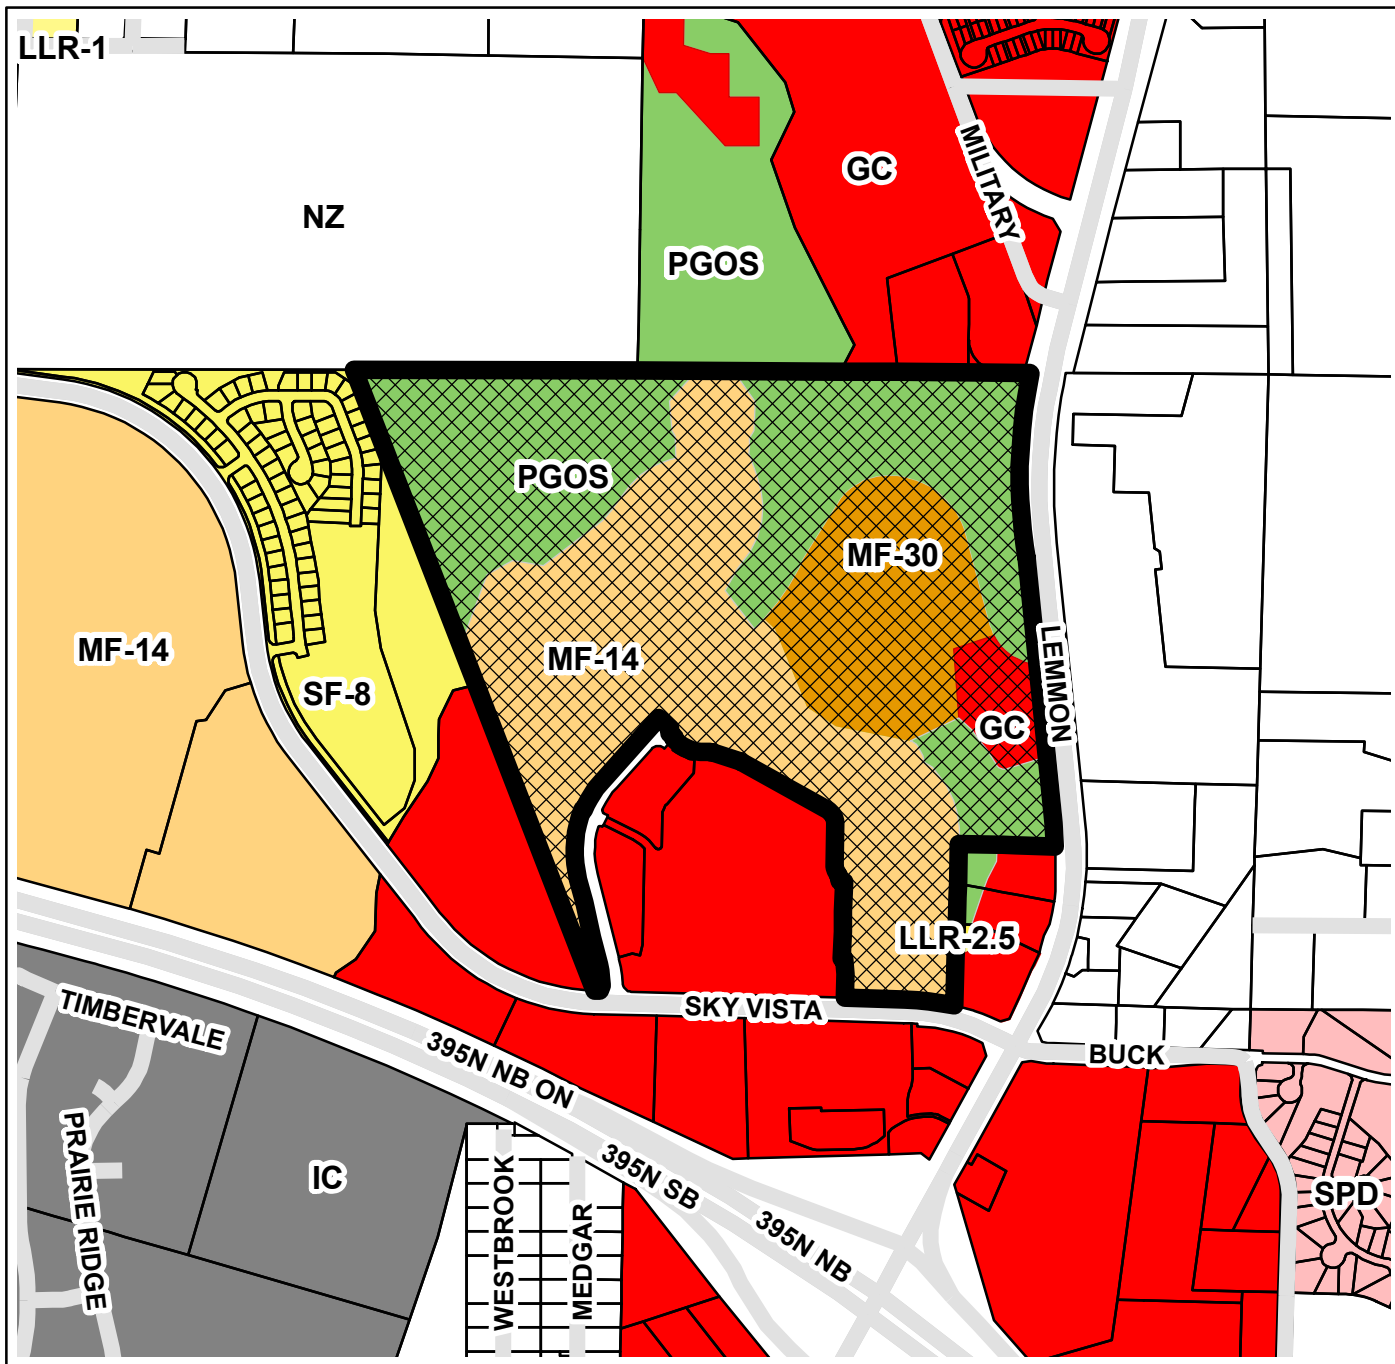 LLR-1
NZ
GC
MILITARY
PGOS
PGOS
MF-30
MF-14
MF-14
LEMMON
SF-8
GC
LLR-2.5
SKY VISTA
TIMBERVALE
395N NB ON
BUCK
PRAIRIE RIDGE
IC
WESTBROOK
MEDGAR
395N SB
395N NB
SPD